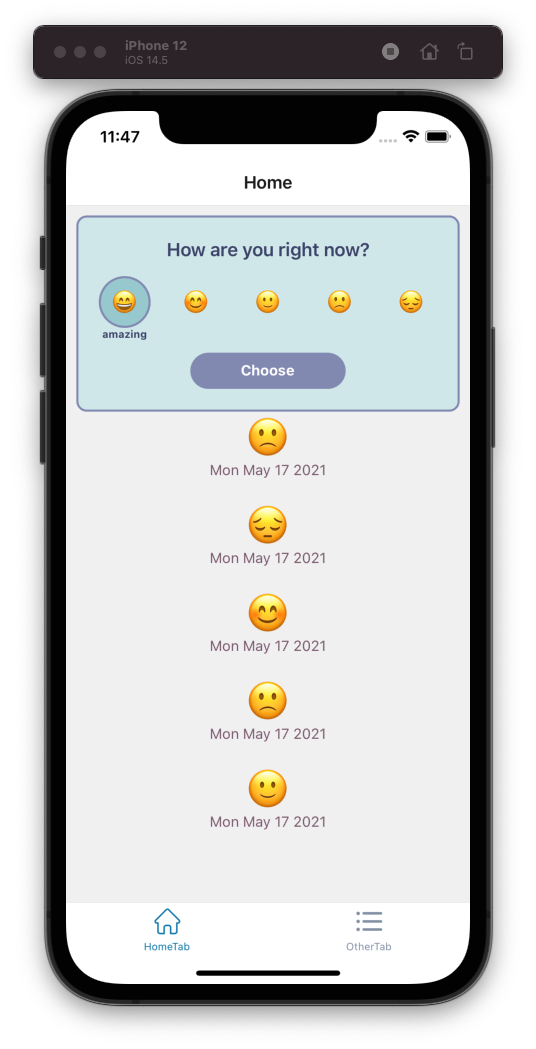 iPhone 12
iOS 14.5
11:47
Home
How are you right now?
amazing
Choose
Mon May 17 2021
Mon May 17 2021
Mon May 17 2021
Mon May 17 2021
Mon May 17 2021
HomeTab OtherTab